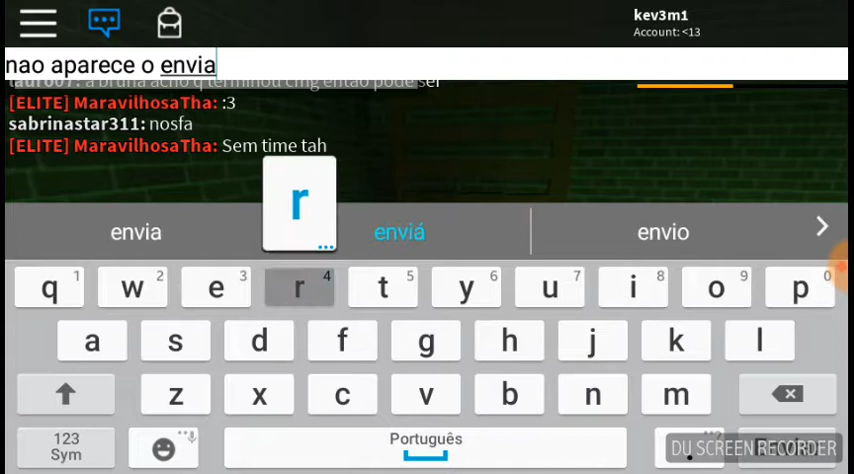 kev3m1
Account: <13
nao aparece o envia
lauro07: a bruna acho q terminou cmg entao pode sei
[ELITE] MaravilhosaTha: :3
sabrinastar311: nosfa
[ELITE] MaravilhosaTha: Sem time tah
r
envia enviá envio
q 1 w 2 e 3 r 4 t 5 y 6 u 7 i 8 o 9 p 0
a s d f g h j k l
z x c v b n m
123
Sym
Português
DU SCREEN RECORDER